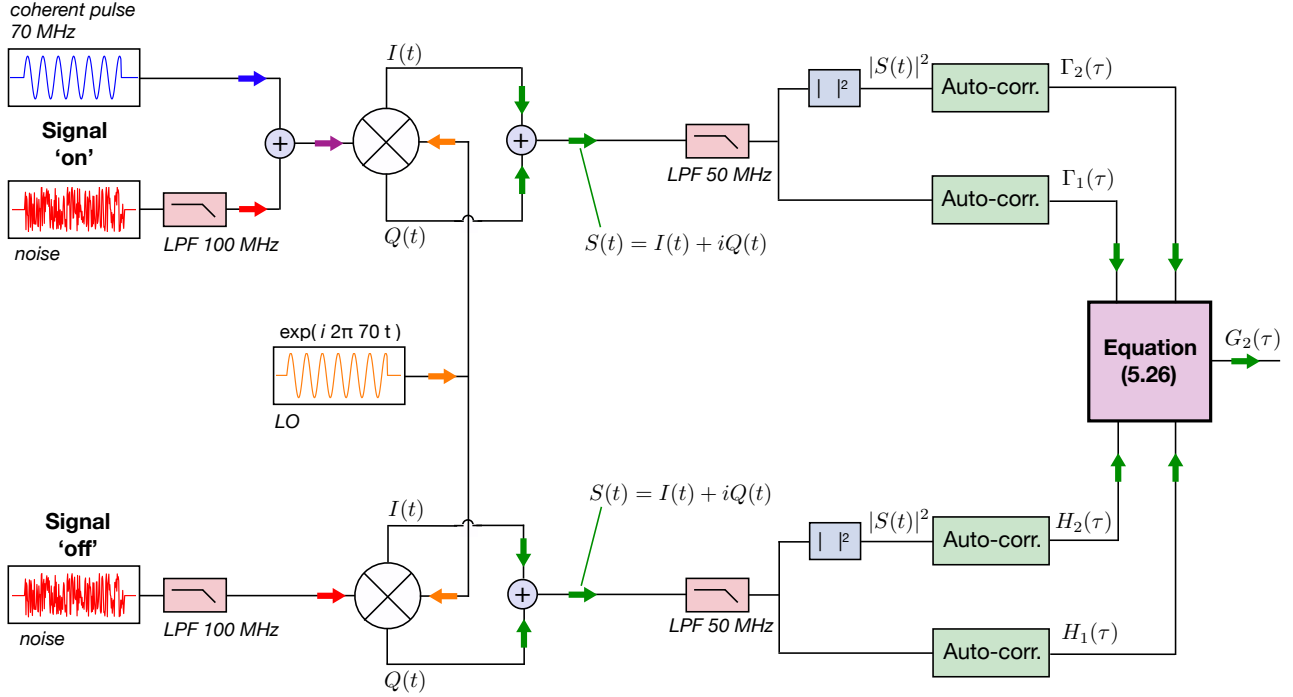 coherent pulse
70 MHz
Signal
'on'
noise
LPF 100 MHz
+
I(t)
Q(t)
+
S(t) = I(t) + iQ(t)
LPF 50 MHz
| |²
|S(t)|²
Auto-corr.
Γ₂(τ)
Auto-corr.
Γ₁(τ)
exp( i 2π 70 t )
LO
Equation
(5.26)
G₂(τ)
Signal
'off'
noise
LPF 100 MHz
I(t)
Q(t)
+
S(t) = I(t) + iQ(t)
LPF 50 MHz
| |²
|S(t)|²
Auto-corr.
H₂(τ)
Auto-corr.
H₁(τ)